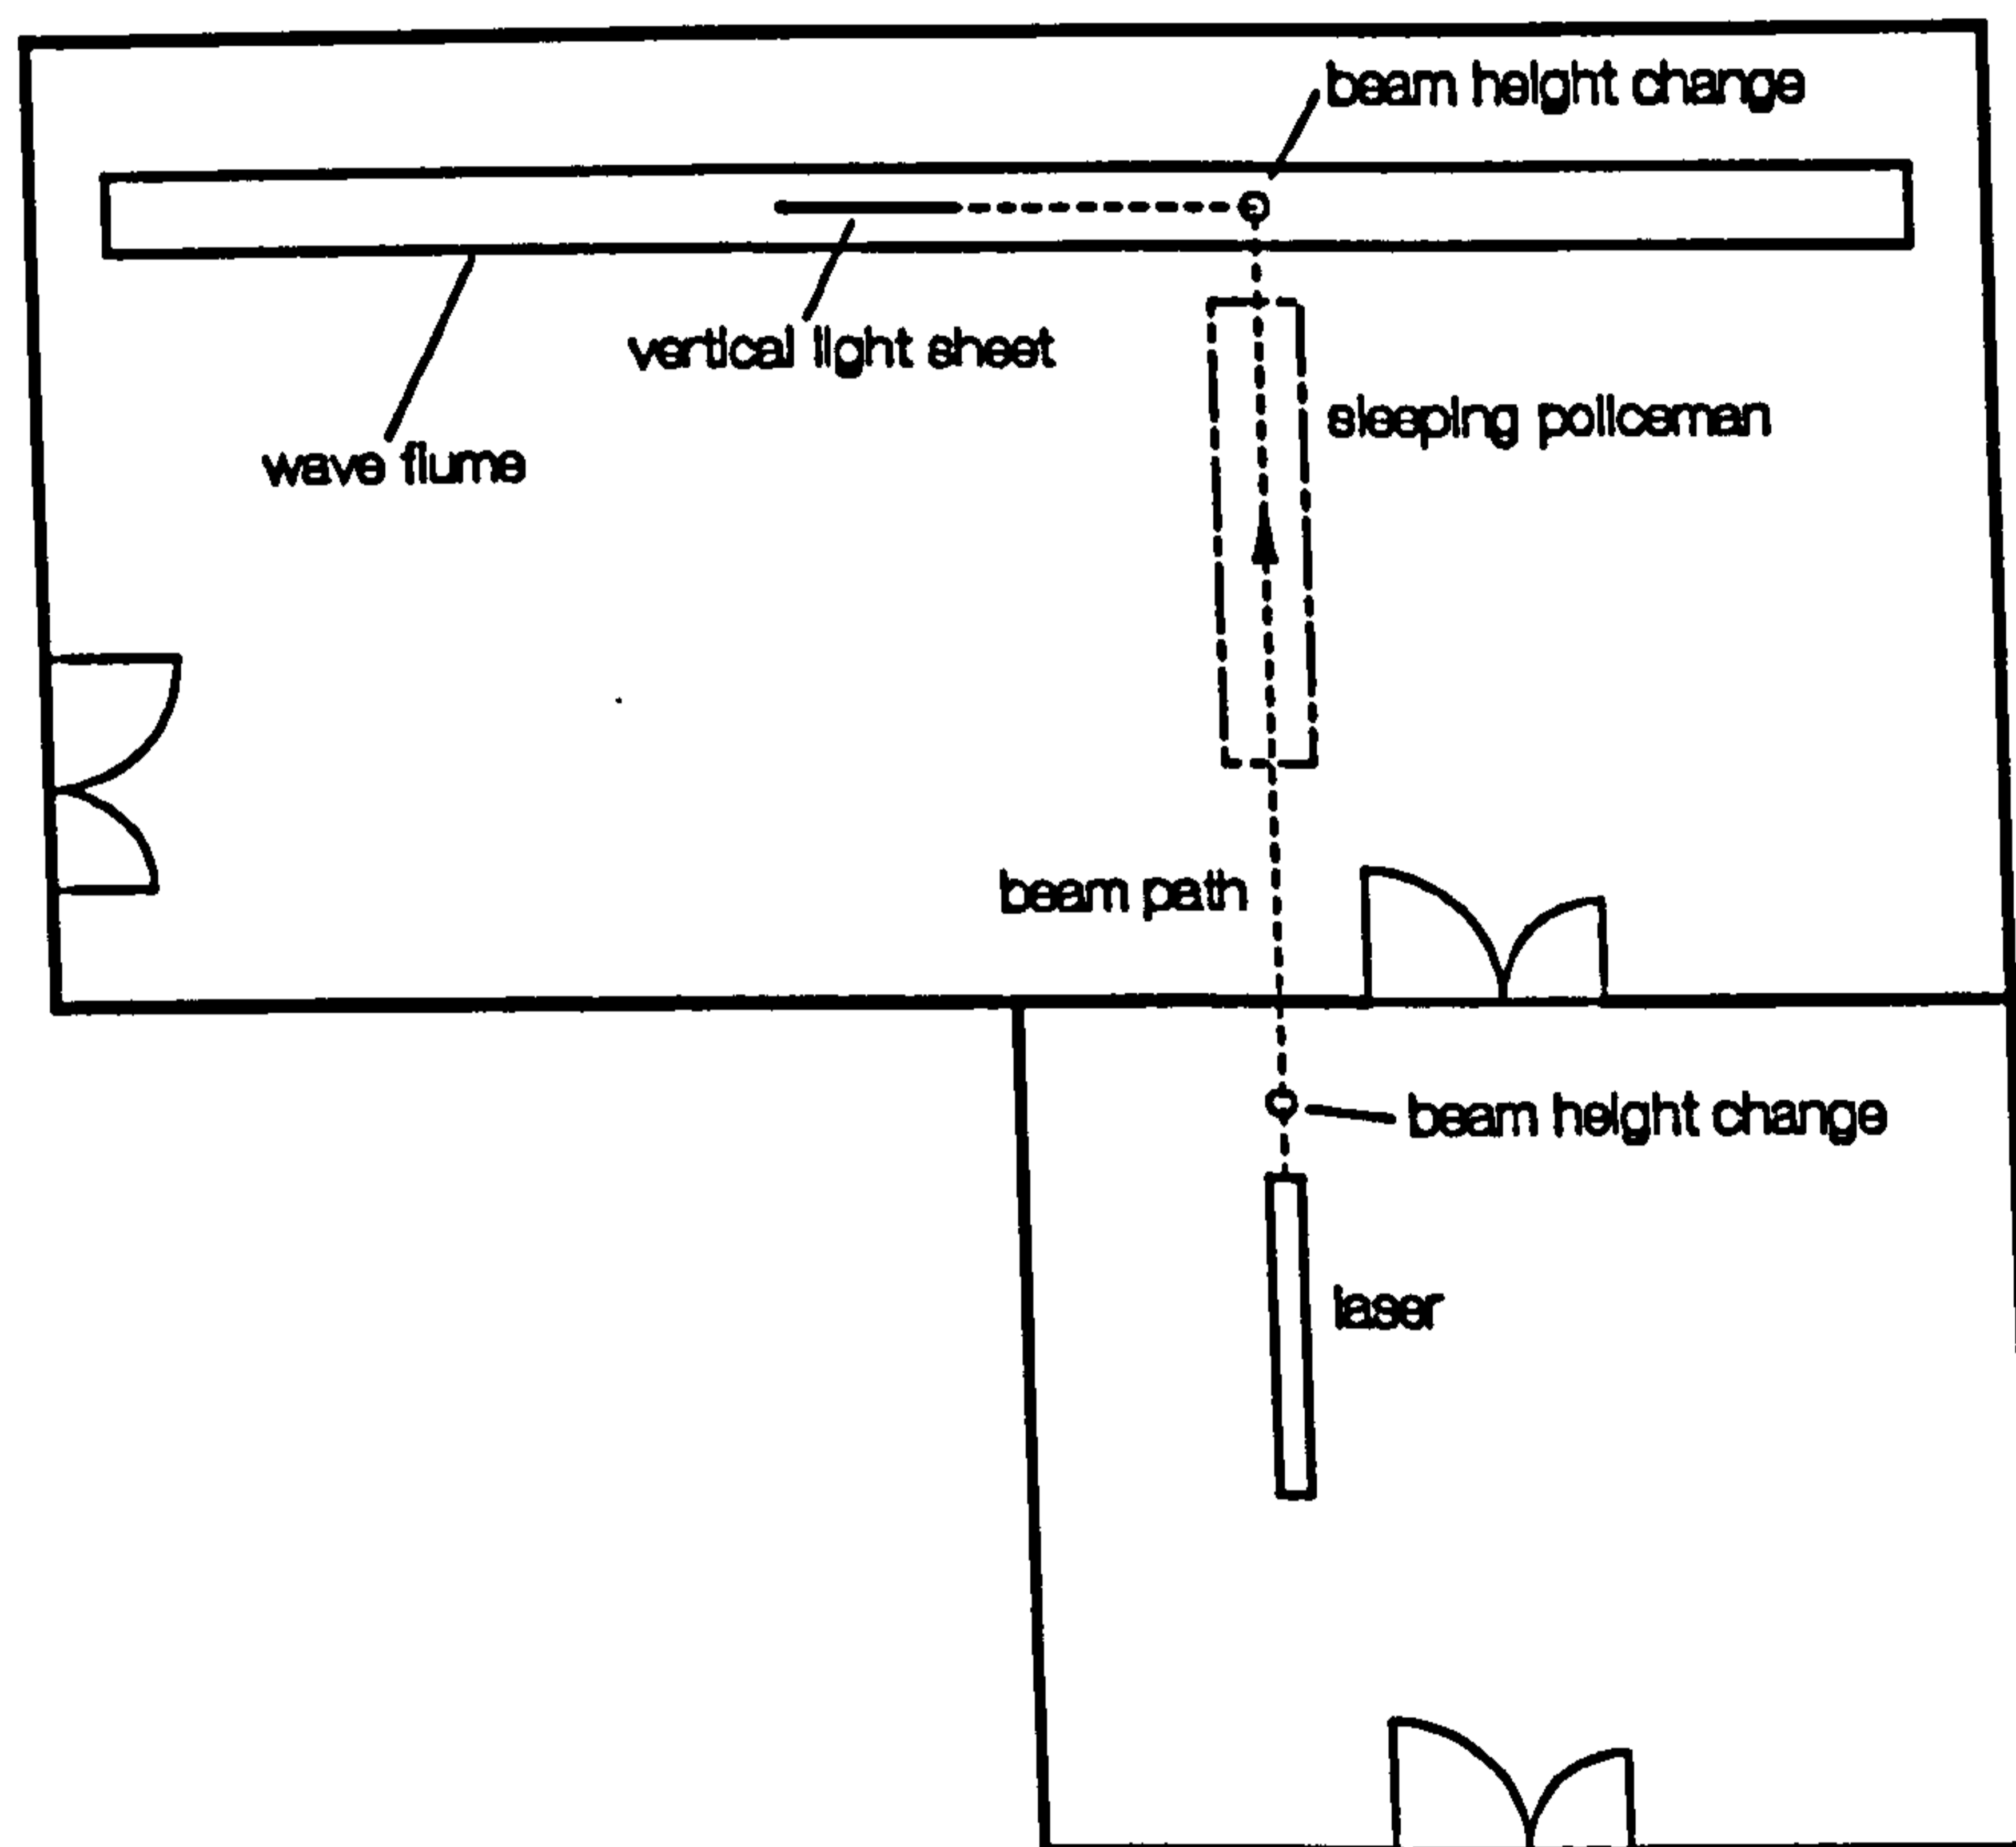 beam height change
vertical light sheet
sleeping policeman
wave flume
beam path
beam height change
laser